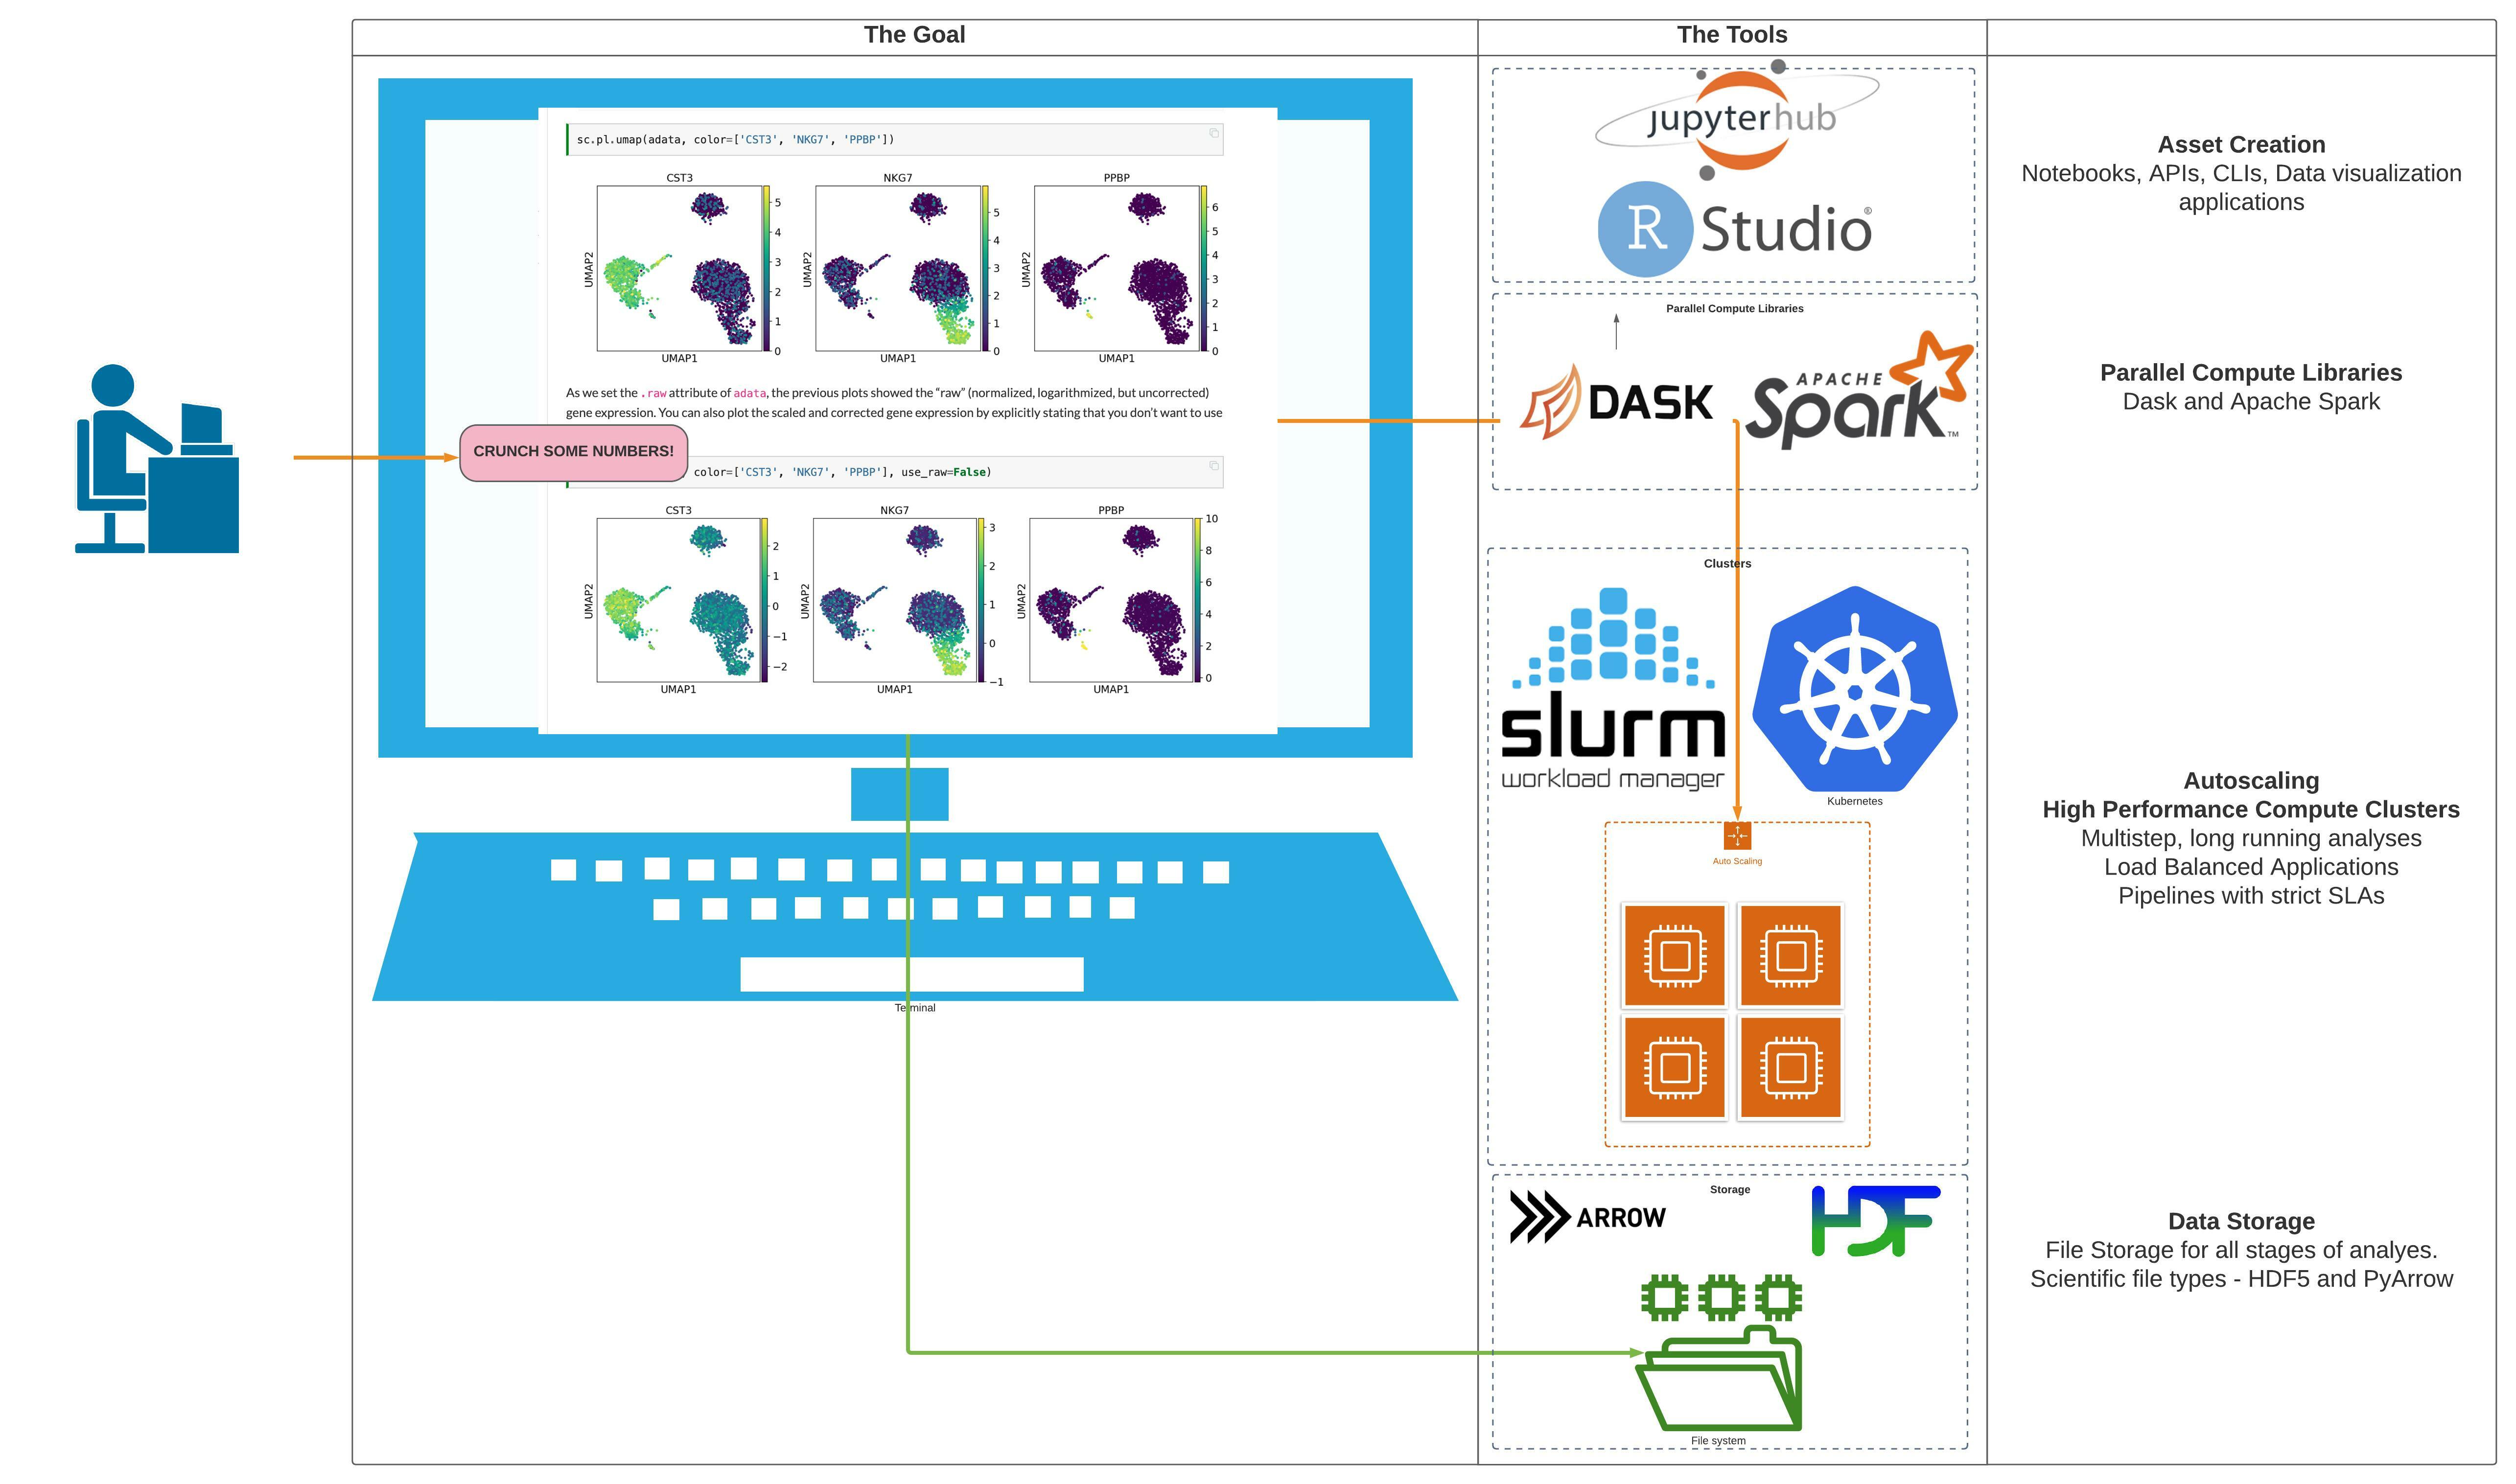 The Goal
The Tools
sc.pl.umap(adata, color=['CST3', 'NKG7', 'PPBP'])
CST3
NKG7
PPBP
UMAP2
5
4
3
2
1
0
UMAP1
UMAP2
5
4
3
2
1
0
UMAP1
UMAP2
6
5
4
3
2
1
0
UMAP1
As we set the .raw attribute of adata, the previous plots showed the “raw” (normalized, logarithmized, but uncorrected)
gene expression. You can also plot the scaled and corrected gene expression by explicitly stating that you don’t want to use
CRUNCH SOME NUMBERS!
color=['CST3', 'NKG7', 'PPBP'], use_raw=False)
CST3
NKG7
PPBP
UMAP2
2
1
0
−1
−2
UMAP1
UMAP2
3
2
1
0
−1
UMAP1
UMAP2
10
8
6
4
2
0
UMAP1
Terminal
jupyterhub
R Studio®
Parallel Compute Libraries
DASK
APACHE
Spark™
Clusters
slurm
workload manager
Kubernetes
Auto Scaling
Storage
ARROW
HDF
File system
Asset Creation
Notebooks, APIs, CLIs, Data visualization
applications
Parallel Compute Libraries
Dask and Apache Spark
Autoscaling
High Performance Compute Clusters
Multistep, long running analyses
Load Balanced Applications
Pipelines with strict SLAs
Data Storage
File Storage for all stages of analyes.
Scientific file types - HDF5 and PyArrow